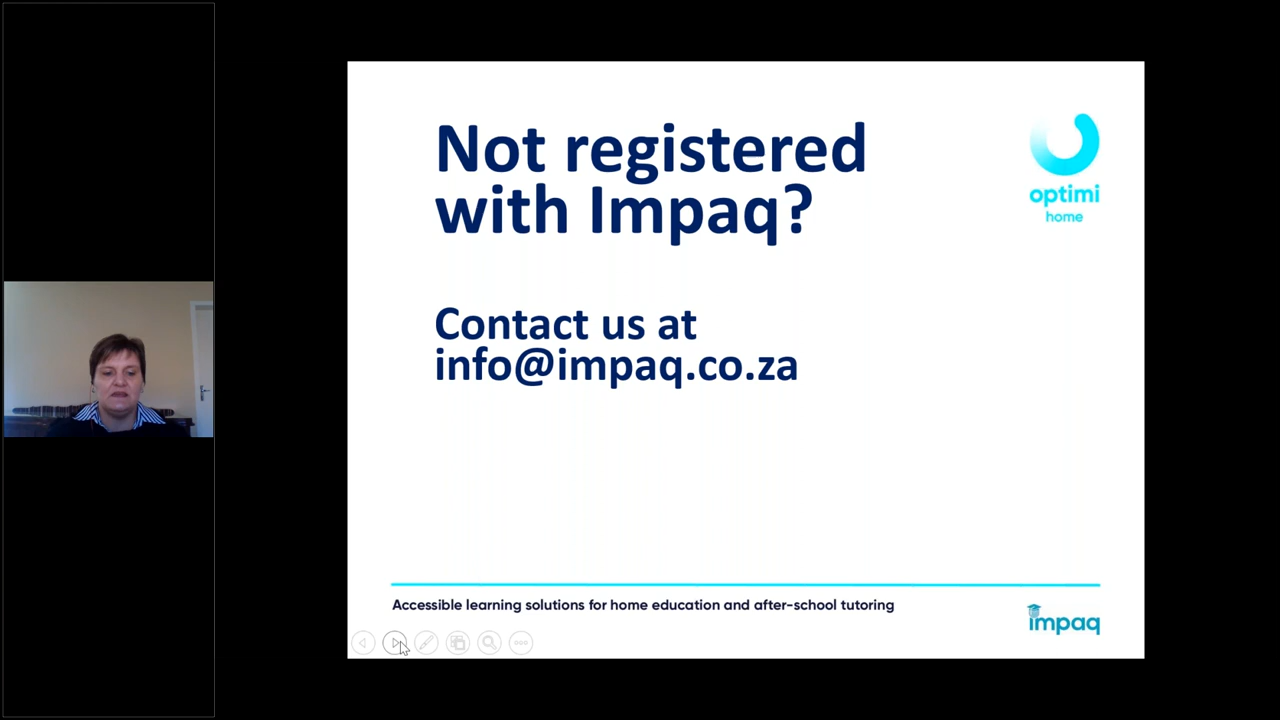 Not registered
with Impaq?
optimi
home
Contact us at
info@impaq.co.za
Accessible learning solutions for home education and after-school tutoring
impaq